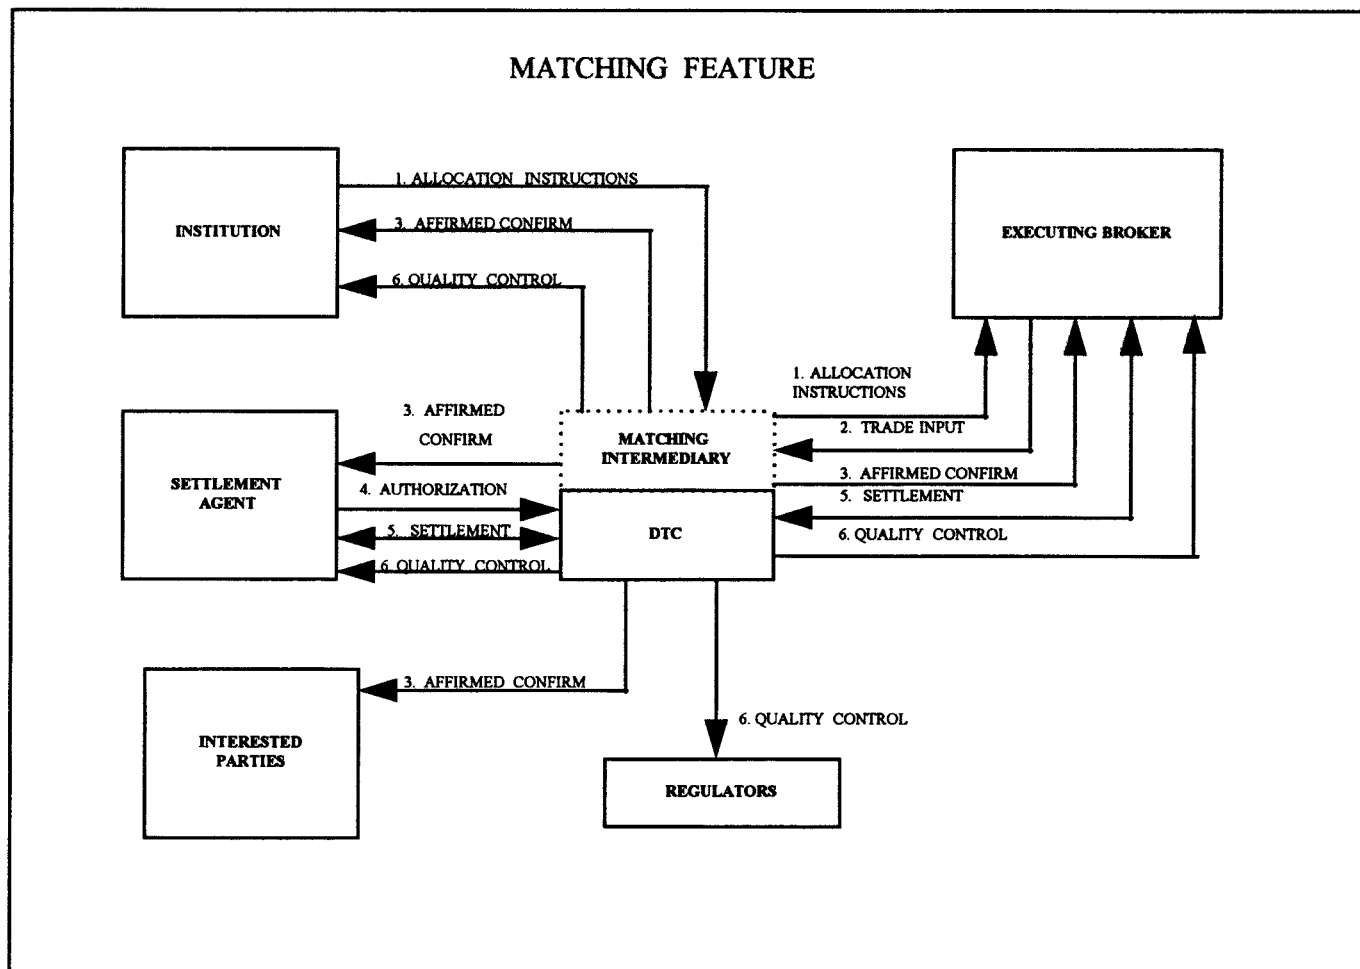 MATCHING FEATURE
INSTITUTION
1. ALLOCATION INSTRUCTIONS
3. AFFIRMED CONFIRM
6. QUALITY CONTROL
EXECUTING BROKER
1. ALLOCATION
INSTRUCTIONS
2. TRADE INPUT
3. AFFIRMED CONFIRM
5. SETTLEMENT
6. QUALITY CONTROL
3. AFFIRMED
CONFIRM
MATCHING
INTERMEDIARY
SETTLEMENT
AGENT
4. AUTHORIZATION
5. SETTLEMENT
6. QUALITY CONTROL
DTC
3. AFFIRMED CONFIRM
6. QUALITY CONTROL
INTERESTED
PARTIES
REGULATORS